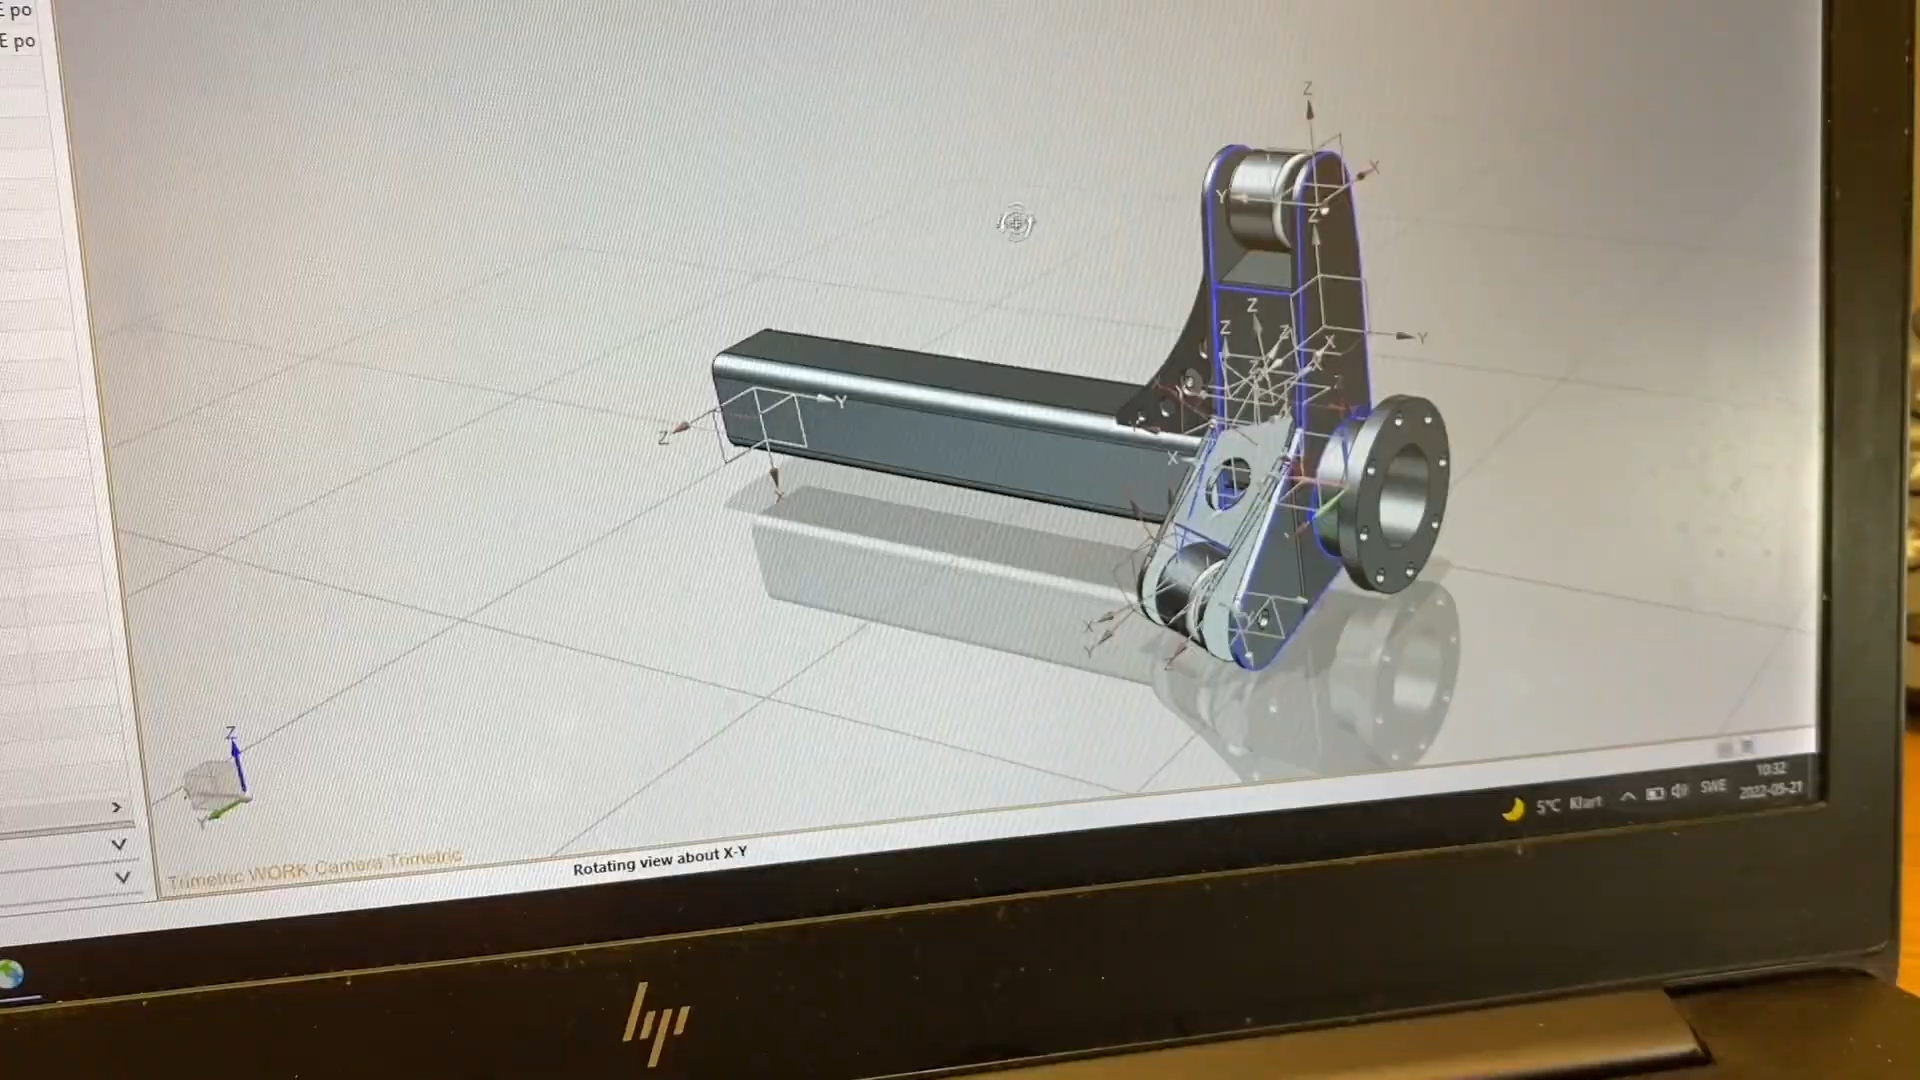 E po
E po
Z
X
Y
Z
Y
Z
Z
Z
X
Y
Z
X
X
X
Y
Z
Z
Y
Trimetric WORK Camera Trimetric
Rotating view about X-Y
5°C Klart
SWE
10:32
2022-05-21
hp